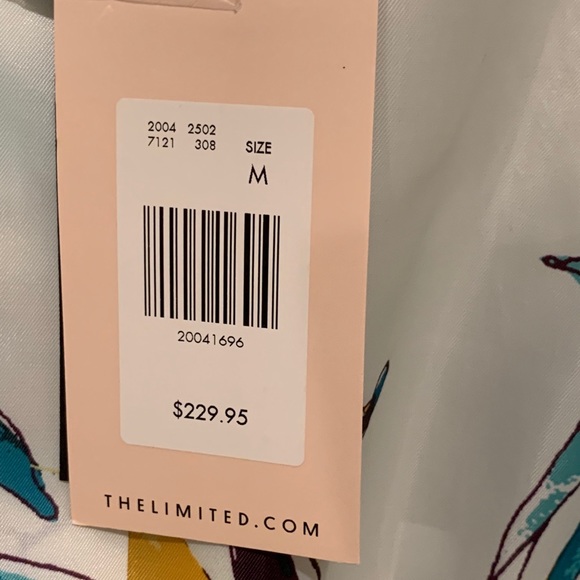 2004 2502
7121 308 SIZE
M
20041696
$229.95
THELIMITED.COM